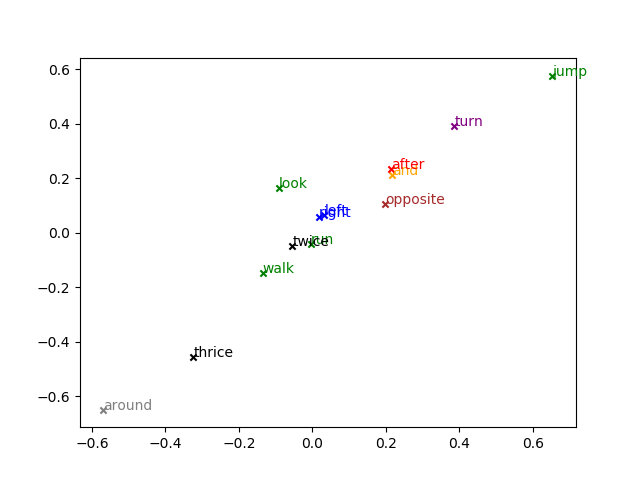 0.6
0.4
0.2
0.0
−0.2
−0.4
−0.6
jump
turn
after
and
look
opposite
left
right
run
twice
walk
thrice
around
−0.6 −0.4 −0.2 0.0 0.2 0.4 0.6